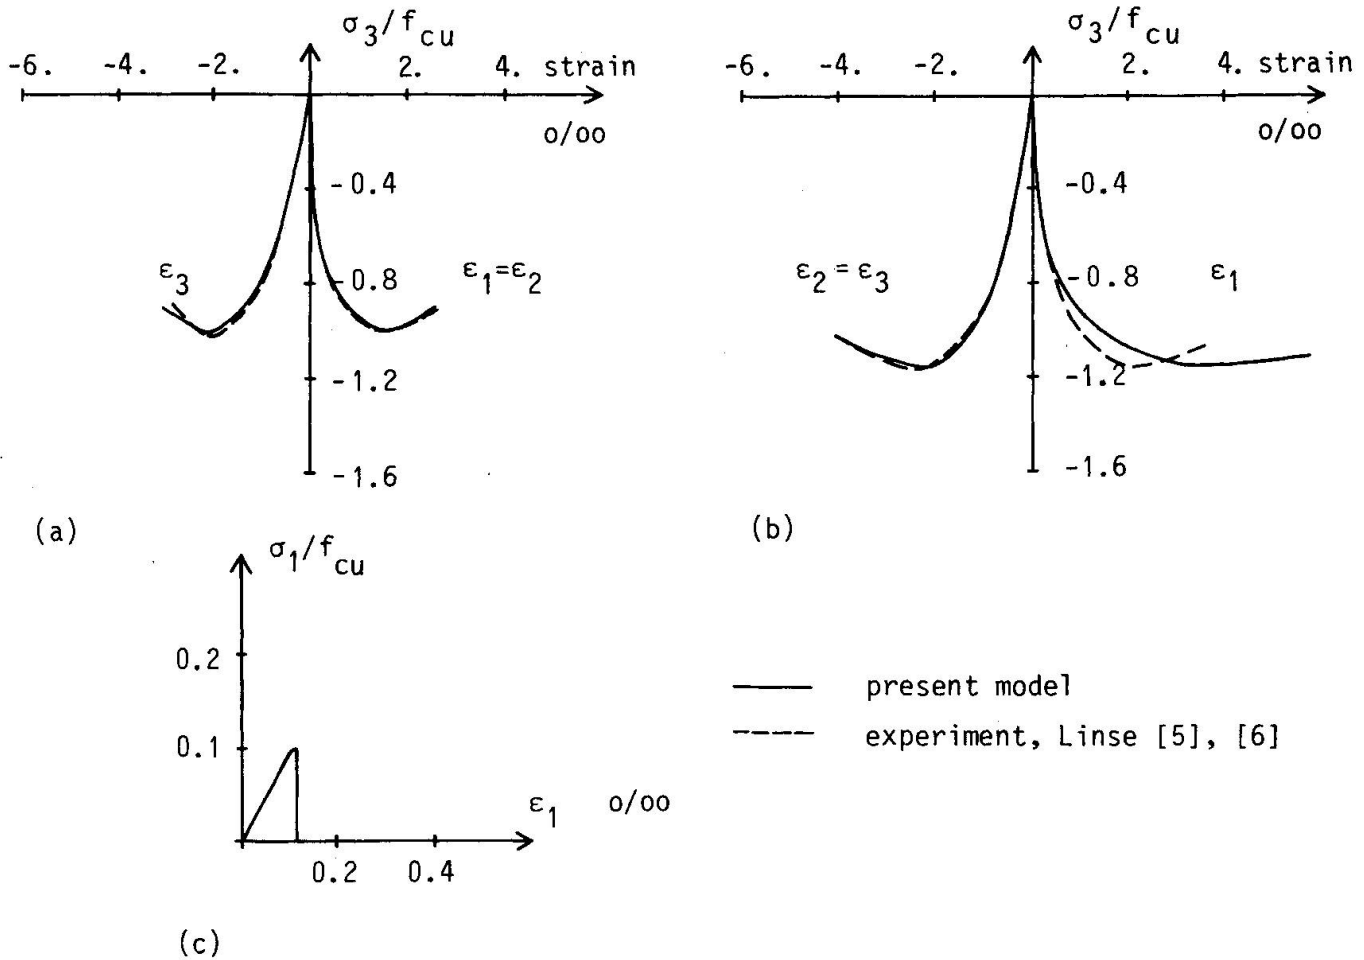 σ3/fcu
-6. -4. -2. 2. 4. strain
o/oo
-0.4
ε3 -0.8 ε1=ε2
-1.2
-1.6
(a)
σ3/fcu
-6. -4. -2. 2. 4. strain
o/oo
-0.4
ε2=ε3 -0.8 ε1
-1.2
-1.6
(b)
σ1/fcu
0.2
0.1
ε1 o/oo
0.2 0.4
(c)
present model
experiment, Linse [5], [6]